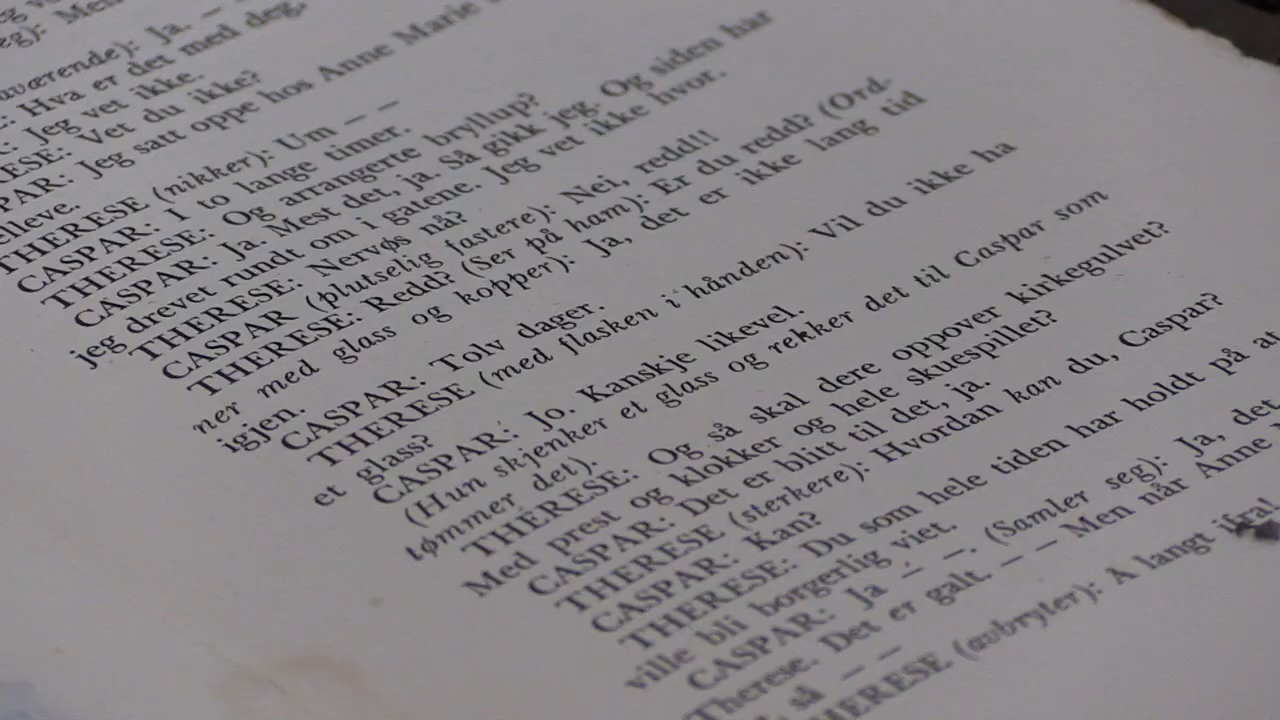 aværende): Ja. —
Hva er det med deg.
Jeg vet ikke.
RESE: Vet du ikke?
PAR: Jeg satt oppe hos Anne Marie
elleve.
THERESE (nikker): Um — —
CASPAR: I to lange timer.
THERESE: Og arrangerte bryllup?
CASPAR: Ja. Mest det, ja. Så gikk jeg. Og siden har
jeg drevet rundt om i gatene. Jeg vet ikke hvor.
THERESE: Nervøs nå?
CASPAR (plutselig fastere): Nei, redd!!
THERESE: Redd? (Ser på ham): Er du redd? (Ord-
ner med glass og kopper): Ja, det er ikke lang tid
igjen.
CASPAR: Tolv dager.
THERESE (med flasken i hånden): Vil du ikke ha
et glass?
CASPAR: Jo. Kanskje likevel.
(Hun skjenker et glass og rekker det til Caspar som
tømmer det).
THERESE: Og så skal dere oppover kirkegulvet?
Med prest og klokker og hele skuespillet?
CASPAR: Det er blitt til det, ja.
THERESE (sterkere): Hvordan kan du, Caspar?
CASPAR: Kan?
THERESE: Du som hele tiden har holdt på at
ville bli borgerlig viet.
CASPAR: Ja — —. (Samler seg): Ja, det
Therese. Det er galt. — — Men når Anne
så — —
HERESE (avbryter): Å langt ifra!